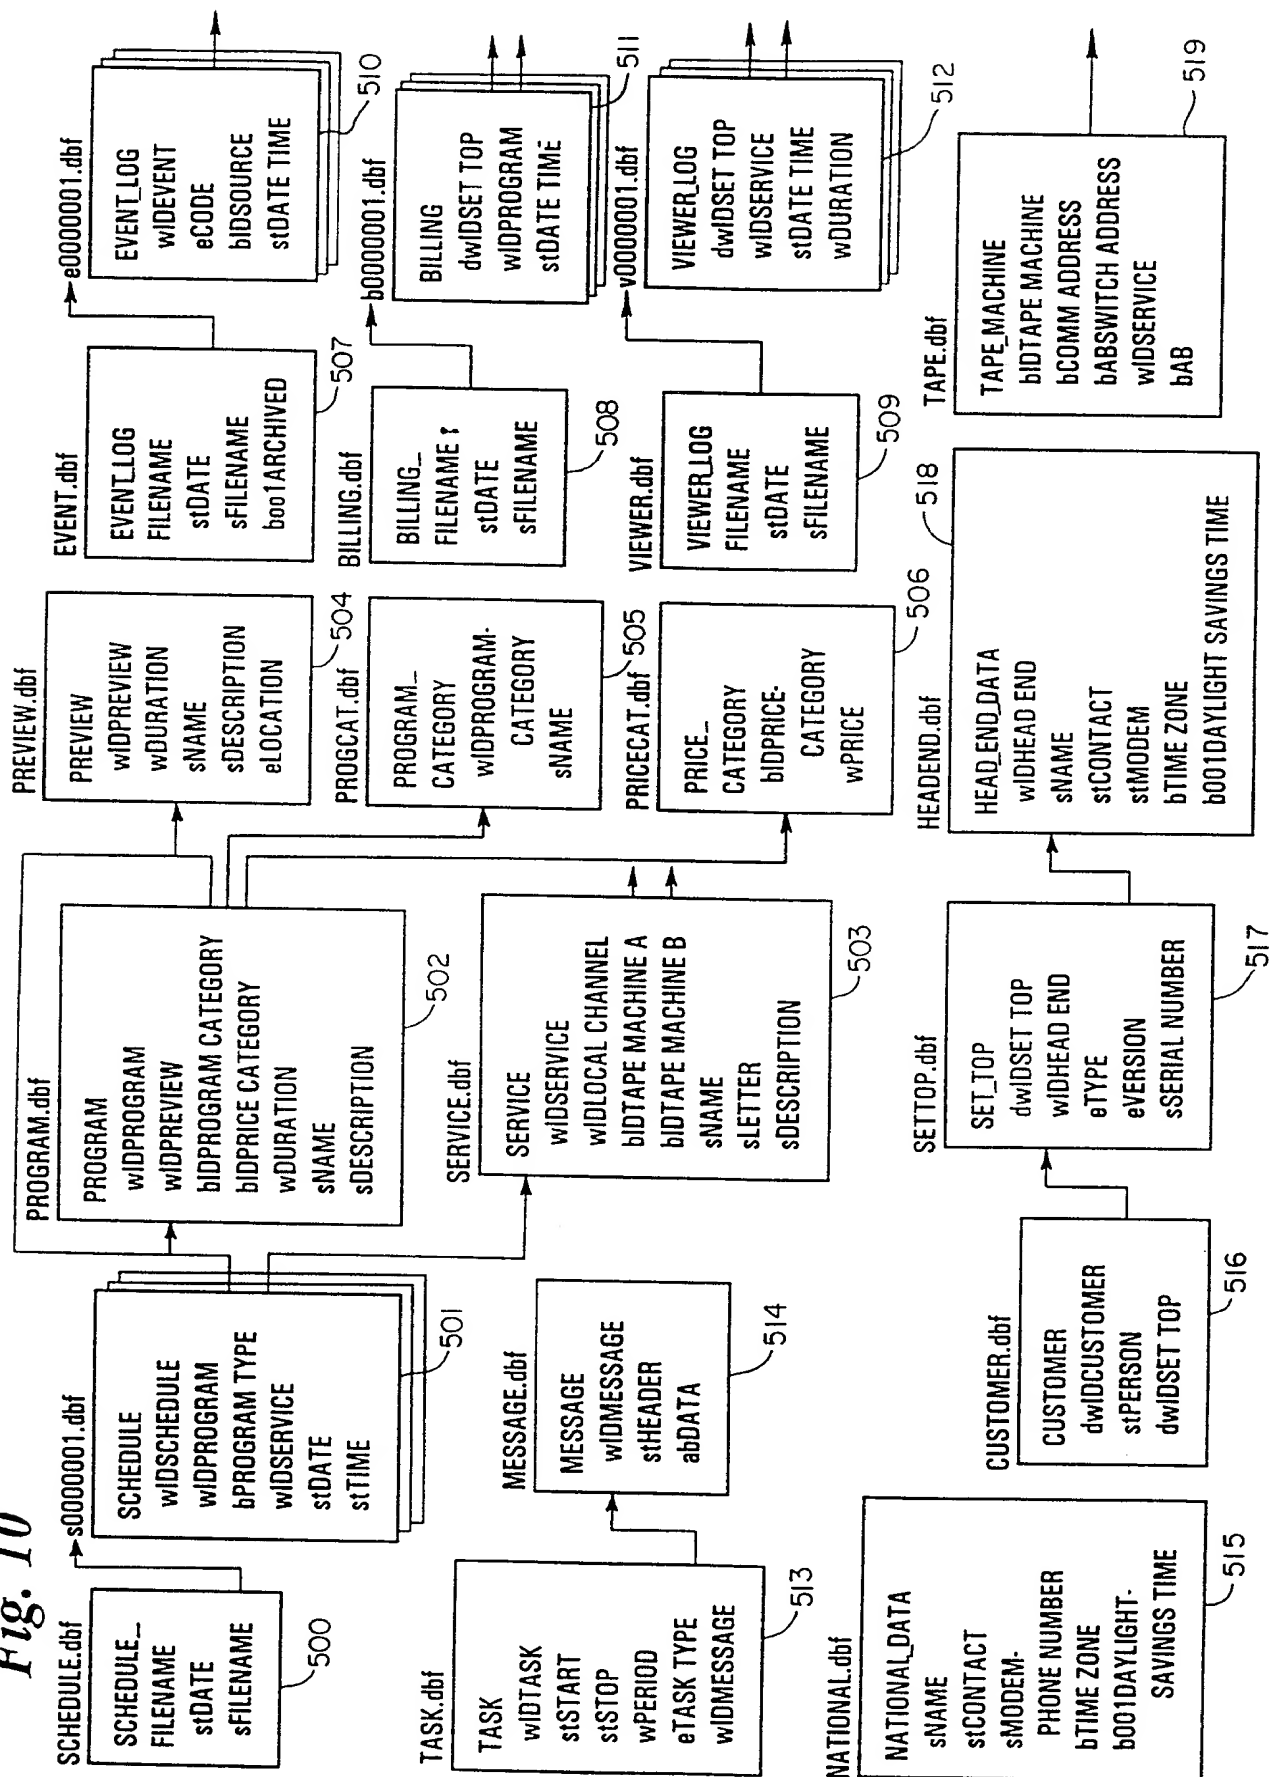 Fig. 10
SCHEDULE.dbf
SCHEDULE_
FILENAME
stDATE
sFILENAME
500
s0000001.dbf
SCHEDULE
wIDSCHEDULE
wIDPROGRAM
bPROGRAM TYPE
wIDSERVICE
stDATE
stTIME
501
PROGRAM.dbf
PROGRAM
wIDPROGRAM
wIDPREVIEW
bIDPROGRAM CATEGORY
bIDPRICE CATEGORY
wDURATION
sNAME
sDESCRIPTION
502
SERVICE.dbf
SERVICE
wIDSERVICE
wIDLOCAL CHANNEL
bIDTAPE MACHINE A
bIDTAPE MACHINE B
sNAME
sLETTER
sDESCRIPTION
503
PREVIEW.dbf
PREVIEW
wIDPREVIEW
wDURATION
sNAME
sDESCRIPTION
eLOCATION
504
PROGCAT.dbf
PROGRAM_
CATEGORY
wIDPROGRAM-
CATEGORY
sNAME
505
PRICECAT.dbf
PRICE_
CATEGORY
bIDPRICE-
CATEGORY
wPRICE
506
EVENT.dbf
EVENT_LOG
FILENAME
stDATE
sFILENAME
boo1ARCHIVED
507
BILLING.dbf
BILLING_
FILENAME
stDATE
sFILENAME
508
VIEWER.dbf
VIEWER_LOG
FILENAME
stDATE
sFILENAME
509
e0000001.dbf
EVENT_LOG
wIDEVENT
eCODE
bIDSOURCE
stDATE TIME
510
b0000001.dbf
BILLING
dwIDSET TOP
wIDPROGRAM
stDATE TIME
511
v0000001.dbf
VIEWER_LOG
dwIDSET TOP
wIDSERVICE
stDATE TIME
wDURATION
512
TASK.dbf
TASK
wIDTASK
stSTART
stSTOP
wPERIOD
eTASK TYPE
wIDMESSAGE
513
MESSAGE.dbf
MESSAGE
wIDMESSAGE
stHEADER
abDATA
514
NATIONAL.dbf
NATIONAL_DATA
sNAME
stCONTACT
sMODEM-
PHONE NUMBER
bTIME ZONE
b001DAYLIGHT-
SAVINGS TIME
515
CUSTOMER.dbf
CUSTOMER
dwIDCUSTOMER
stPERSON
dwIDSET TOP
516
SETTOP.dbf
SET_TOP
dwIDSET TOP
wIDHEAD END
eTYPE
eVERSION
sSERIAL NUMBER
517
HEADEND.dbf
HEAD_END_DATA
wIDHEAD END
sNAME
stCONTACT
stMODEM
bTIME ZONE
b001DAYLIGHT SAVINGS TIME
518
TAPE.dbf
TAPE_MACHINE
bIDTAPE MACHINE
bCOMM ADDRESS
bABSWITCH ADDRESS
wIDSERVICE
bAB
519